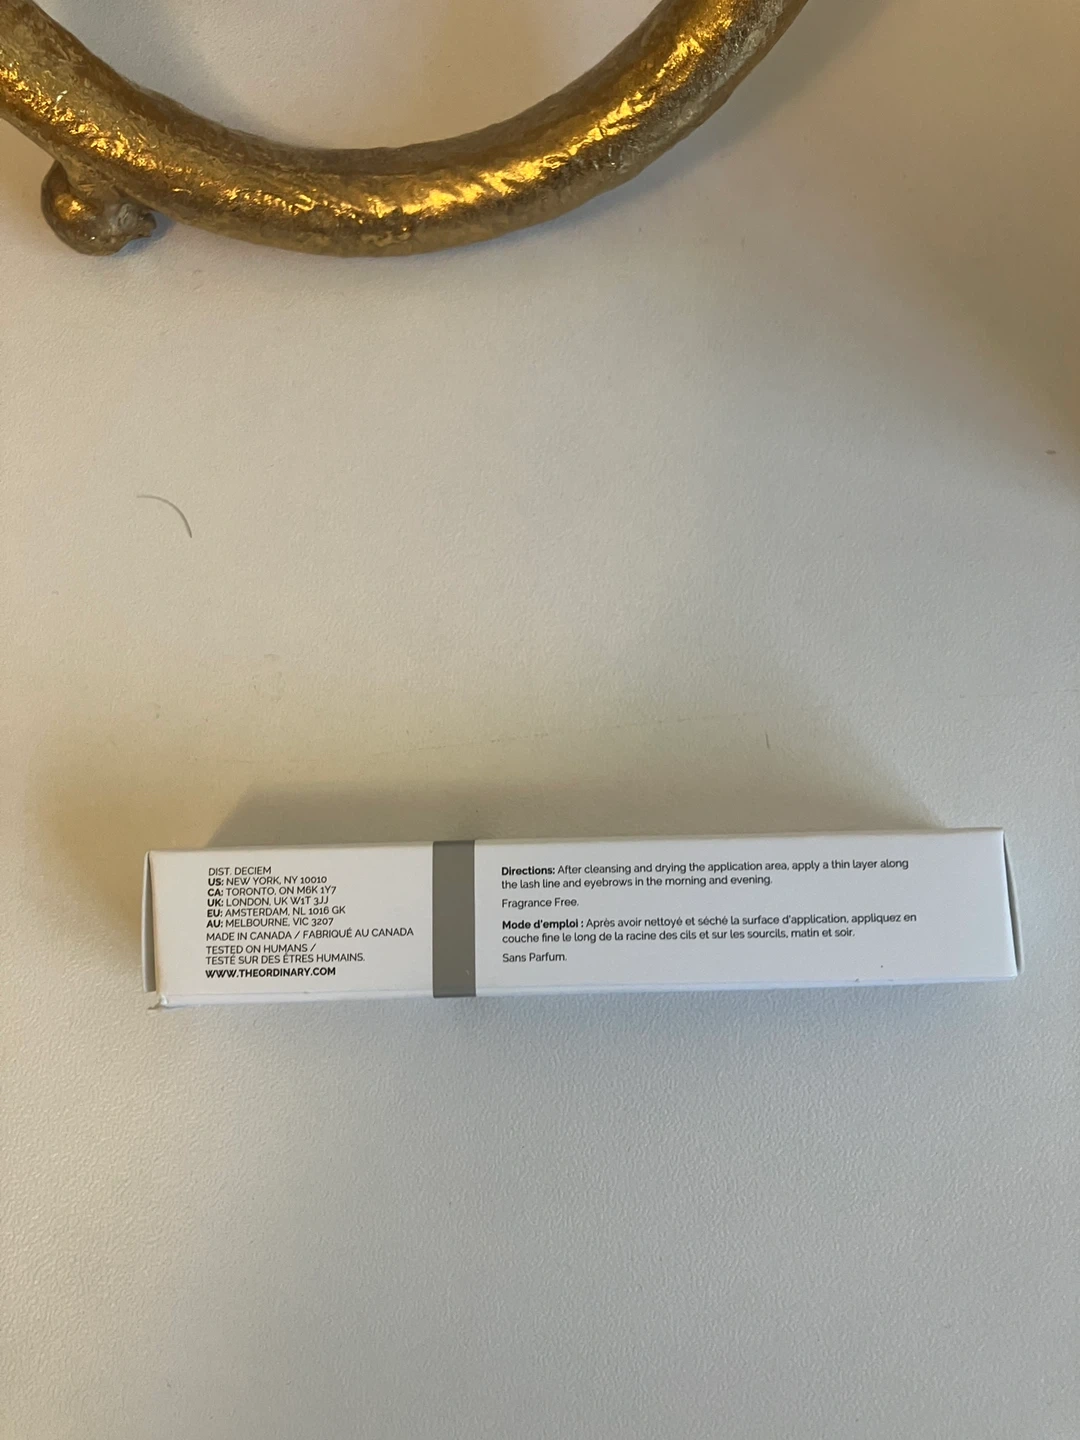 DIST. DECIEM
US: NEW YORK, NY 10010
CA: TORONTO, ON M6K 1Y7
UK: LONDON, UK W1T 3JJ
EU: AMSTERDAM, NL 1016 GK
AU: MELBOURNE, VIC 3207
MADE IN CANADA / FABRIQUÉ AU CANADA
TESTED ON HUMANS /
TESTÉ SUR DES ÊTRES HUMAINS.
WWW.THEORDINARY.COM
Directions: After cleansing and drying the application area, apply a thin layer along
the lash line and eyebrows in the morning and evening.
Fragrance Free.
Mode d'emploi : Après avoir nettoyé et séché la surface d'application, appliquez en
couche fine le long de la racine des cils et sur les sourcils, matin et soir.
Sans Parfum.